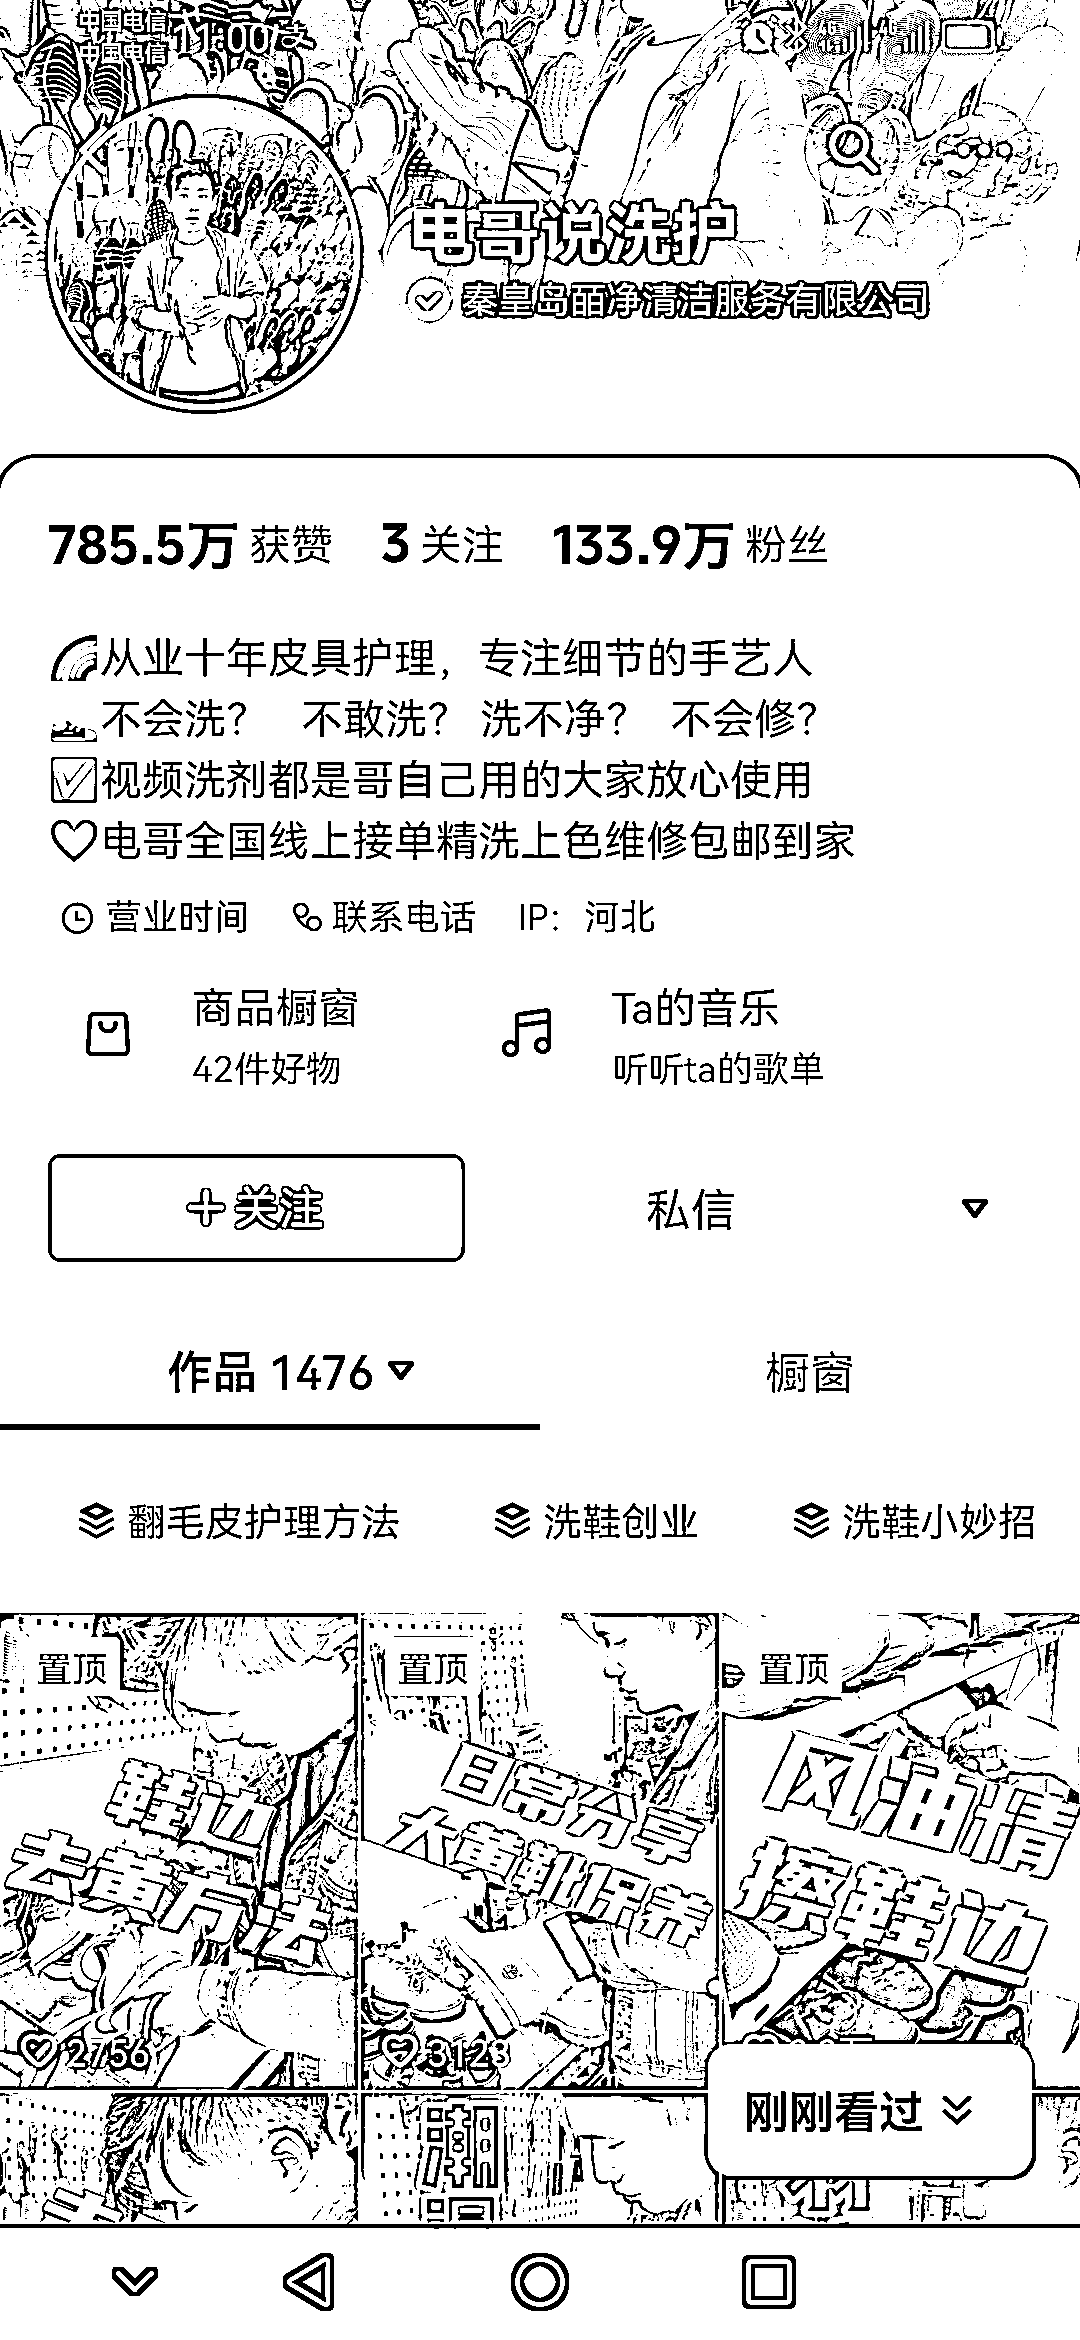 中国电信
中国电信
11:00
电哥说洗护
秦皇岛皕净清洁服务有限公司
785.5万 获赞 3 关注 133.9万 粉丝
从业十年皮具护理，专注细节的手艺人
不会洗？ 不敢洗？ 洗不净？ 不会修？
视频洗剂都是哥自己用的大家放心使用
电哥全国线上接单精洗上色维修包邮到家
营业时间 联系电话 IP：河北
商品橱窗 Ta的音乐
42件好物 听听ta的歌单
关注 私信
作品 1476 橱窗
翻毛皮护理方法 洗鞋创业 洗鞋小妙招
置顶 置顶 置顶
鞋边
去黄方法
日常分享
大黄靴保养
风油精
擦鞋边
2756 3123
刚刚看过
潮